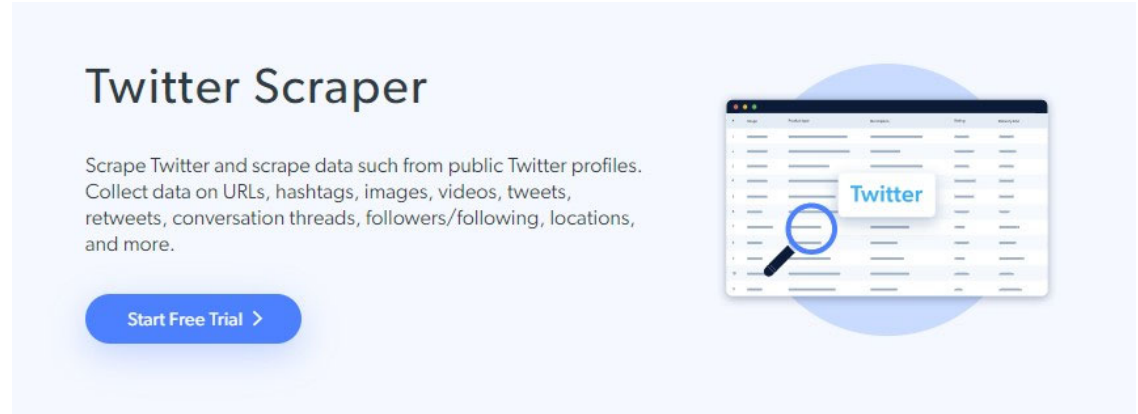 Twitter Scraper
Scrape Twitter and scrape data such from public Twitter profiles.
Collect data on URLs, hashtags, images, videos, tweets,
retweets, conversation threads, followers/following, locations,
and more.
Start Free Trial >
Twitter